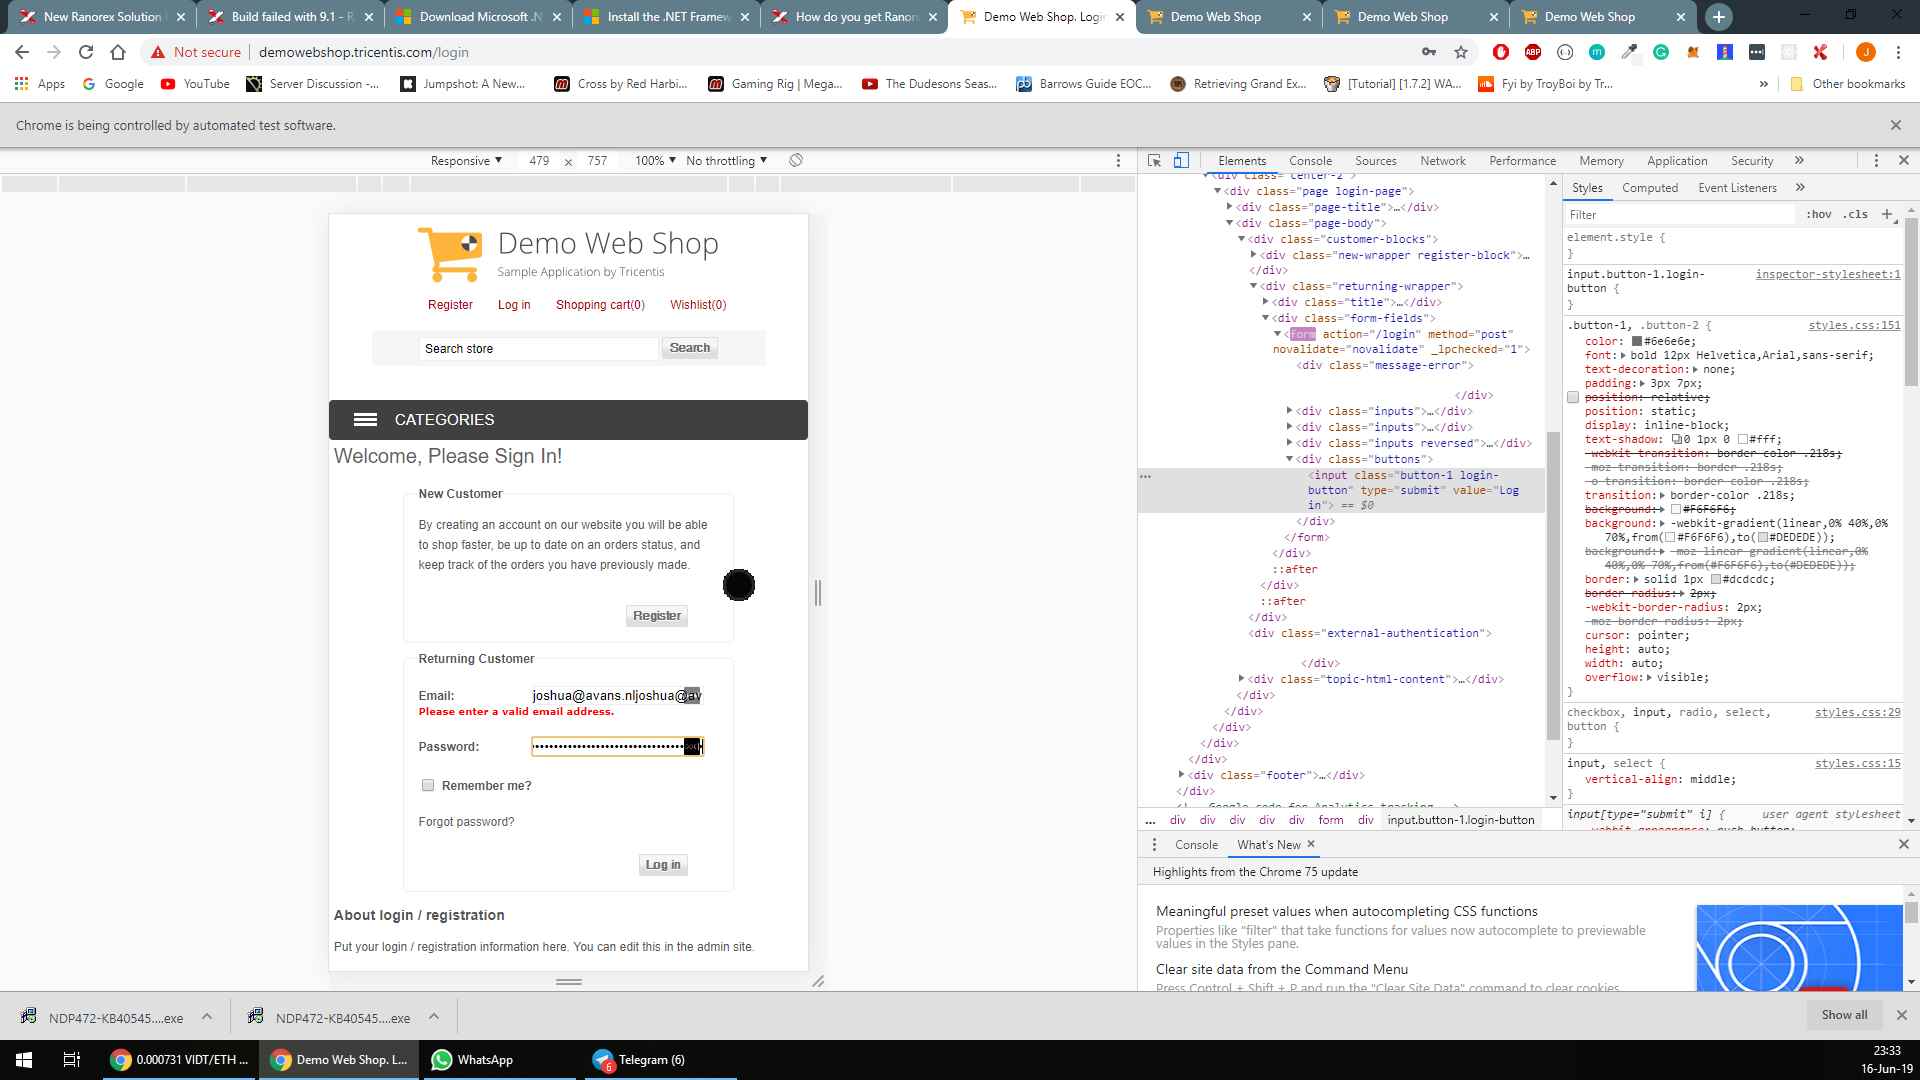 New Ranorex Solution
Build failed with 9.1 - R
Download Microsoft .N
Install the .NET Framew
How do you get Ranor
Demo Web Shop. Login
Demo Web Shop
Demo Web Shop
Demo Web Shop
Not secure
demowebshop.tricentis.com/login
Apps
Google
YouTube
Server Discussion -...
Jumpshot: A New...
Cross by Red Harbi...
Gaming Rig | Mega...
The Dudesons Seas...
Barrows Guide EOC...
Retrieving Grand Ex...
[Tutorial] [1.7.2] WA...
Fyi by TroyBoi by Tr...
»
Other bookmarks
Chrome is being controlled by automated test software.
Responsive 479 x 757 100% No throttling
Demo Web Shop
Sample Application by Tricentis
Register Log in Shopping cart(0) Wishlist(0)
Search store Search
CATEGORIES
Welcome, Please Sign In!
New Customer
By creating an account on our website you will be able
to shop faster, be up to date on an orders status, and
keep track of the orders you have previously made.
Register
Returning Customer
Email: joshua@avans.nljoshua@av
Please enter a valid email address.
Password:
Remember me?
Forgot password?
Log in
About login / registration
Put your login / registration information here. You can edit this in the admin site.
Elements Console Sources Network Performance Memory Application Security »
<div class="center-2">
<div class="page login-page">
<div class="page-title">…</div>
<div class="page-body">
<div class="customer-blocks">
<div class="new-wrapper register-block">…
</div>
<div class="returning-wrapper">
<div class="title">…</div>
<div class="form-fields">
<form action="/login" method="post"
novalidate="novalidate" _lpchecked="1">
<div class="message-error">
</div>
<div class="inputs">…</div>
<div class="inputs">…</div>
<div class="inputs reversed">…</div>
<div class="buttons">
<input class="button-1 login-
button" type="submit" value="Log
in"> == $0
</div>
</form>
</div>
::after
</div>
::after
</div>
<div class="external-authentication">
</div>
<div class="topic-html-content">…</div>
</div>
</div>
</div>
</div>
</div>
<div class="footer">…</div>
</div>
<!-- Google code for Analytics tracking -->
... div div div div div form div input.button-1.login-button
Styles Computed Event Listeners »
Filter :hov .cls +
element.style {
}
input.button-1.login- inspector-stylesheet:1
button {
}
.button-1, .button-2 { styles.css:151
color: #6e6e6e;
font: bold 12px Helvetica,Arial,sans-serif;
text-decoration: none;
padding: 3px 7px;
position: relative;
position: static;
display: inline-block;
text-shadow: 0 1px 0 #fff;
-webkit-transition: border-color .218s;
-moz-transition: border .218s;
-o-transition: border-color .218s;
transition: border-color .218s;
background: #F6F6F6;
background: -webkit-gradient(linear,0% 40%,0%
70%,from(#F6F6F6),to(#DEDEDE));
background: -moz-linear-gradient(linear,0%
40%,0% 70%,from(#F6F6F6),to(#DEDEDE));
border: solid 1px #dcdcdc;
border-radius: 2px;
-webkit-border-radius: 2px;
-moz-border-radius: 2px;
cursor: pointer;
height: auto;
width: auto;
overflow: visible;
}
checkbox, input, radio, select, styles.css:29
button {
}
input, select { styles.css:15
vertical-align: middle;
}
input[type="submit" i] { user agent stylesheet
-webkit-appearance: push-button;
Console What's New
Highlights from the Chrome 75 update
Meaningful preset values when autocompleting CSS functions
Properties like "filter" that take functions for values now autocomplete to previewable
values in the Styles pane.
Clear site data from the Command Menu
Press Control + Shift + P and run the "Clear Site Data" command to clear cookies
NDP472-KB40545....exe
NDP472-KB40545....exe
Show all
0.000731 VIDT/ETH ...
Demo Web Shop. L...
WhatsApp
6
Telegram (6)
23:33
16-Jun-19